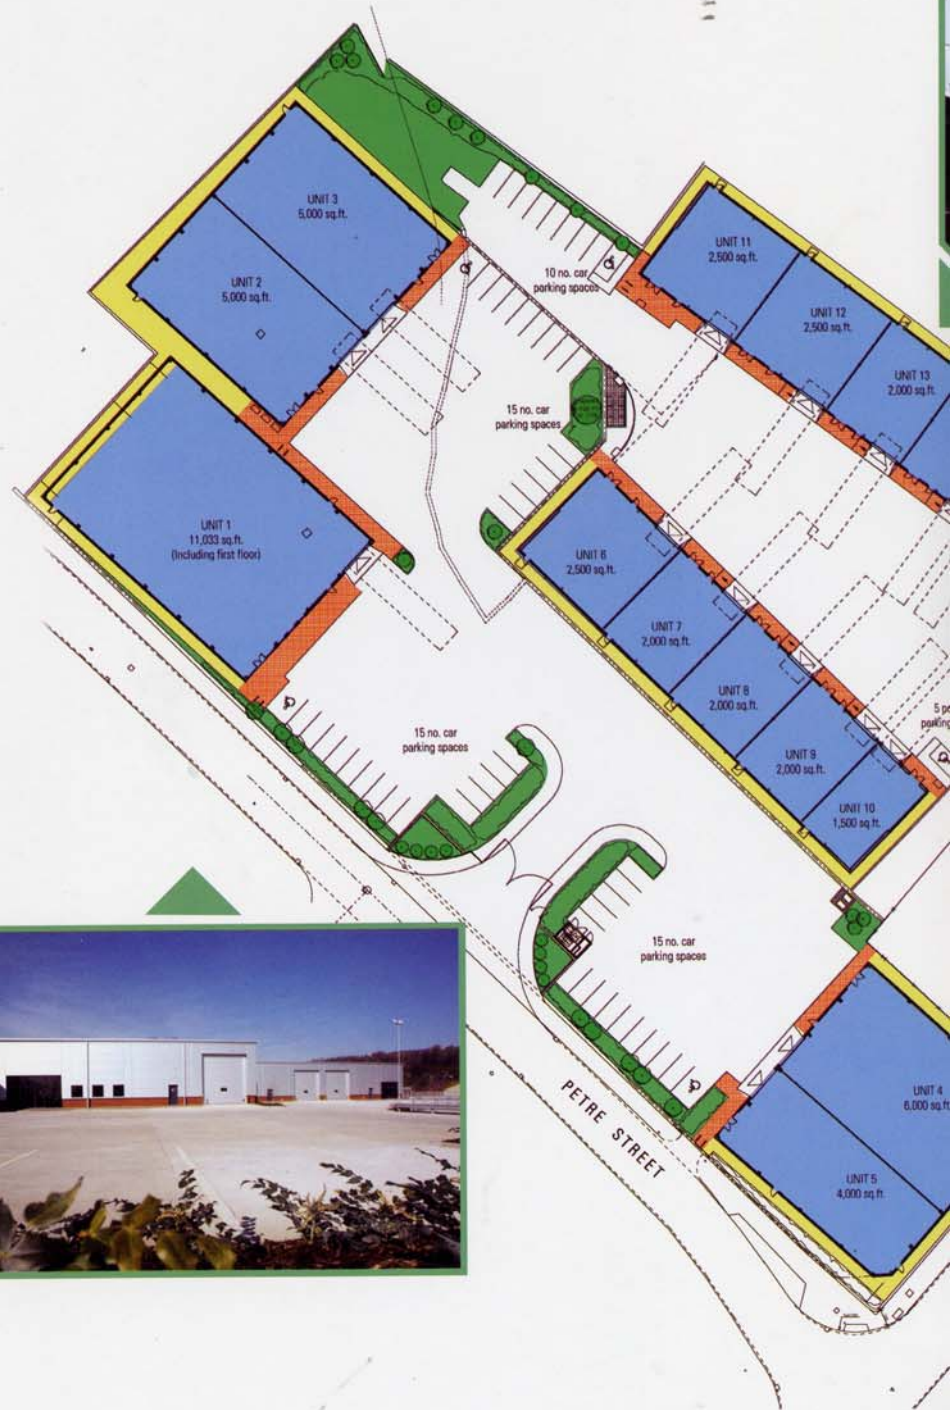 UNIT 3
5,000 sq.ft.
UNIT 2
5,000 sq.ft.
UNIT 11
2,500 sq.ft.
10 no. car
parking spaces
UNIT 12
2,500 sq.ft.
UNIT 13
2,000 sq.ft.
15 no. car
parking spaces
UNIT 1
11,033 sq.ft.
(Including first floor)
UNIT 6
2,500 sq.ft.
UNIT 7
2,000 sq.ft.
UNIT 8
2,000 sq.ft.
5
15 no. car
parking spaces
UNIT 9
2,000 sq.ft.
UNIT 10
1,500 sq.ft.
15 no. car
parking spaces
PETRE STREET
UNIT 4
6,000 sq.ft
UNIT 5
4,000 sq.ft.